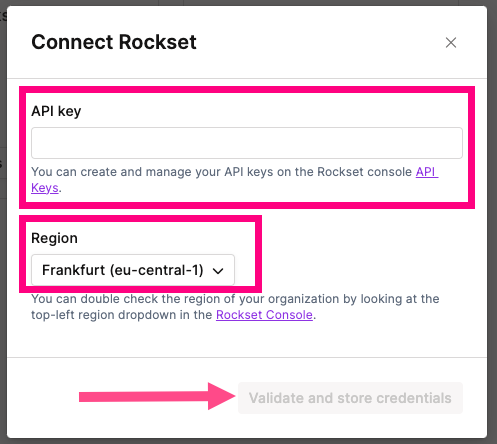 Connect Rockset
API key
You can create and manage your API keys on the Rockset console API
Keys.
Region
Frankfurt (eu-central-1)
You can double check the region of your organization by looking at the
top-left region dropdown in the Rockset Console.
Validate and store credentials